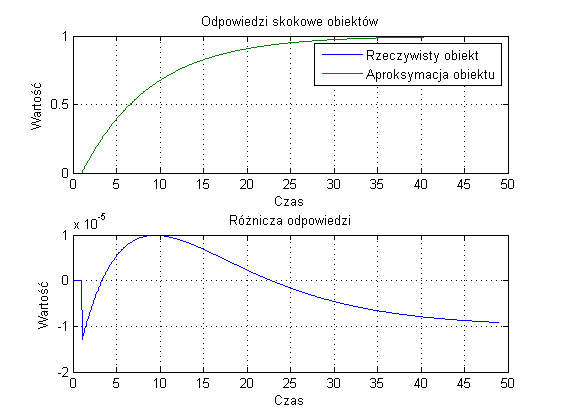 Odpowiedzi skokowe obiektów
1
0.5
0
Wartość
Rzeczywisty obiekt
Aproksymacja obiektu
0 5 10 15 20 25 30 35 40 45 50
Czas
Różnicza odpowiedzi
x 10^-5
1
0
-1
-2
Wartość
0 5 10 15 20 25 30 35 40 45 50
Czas